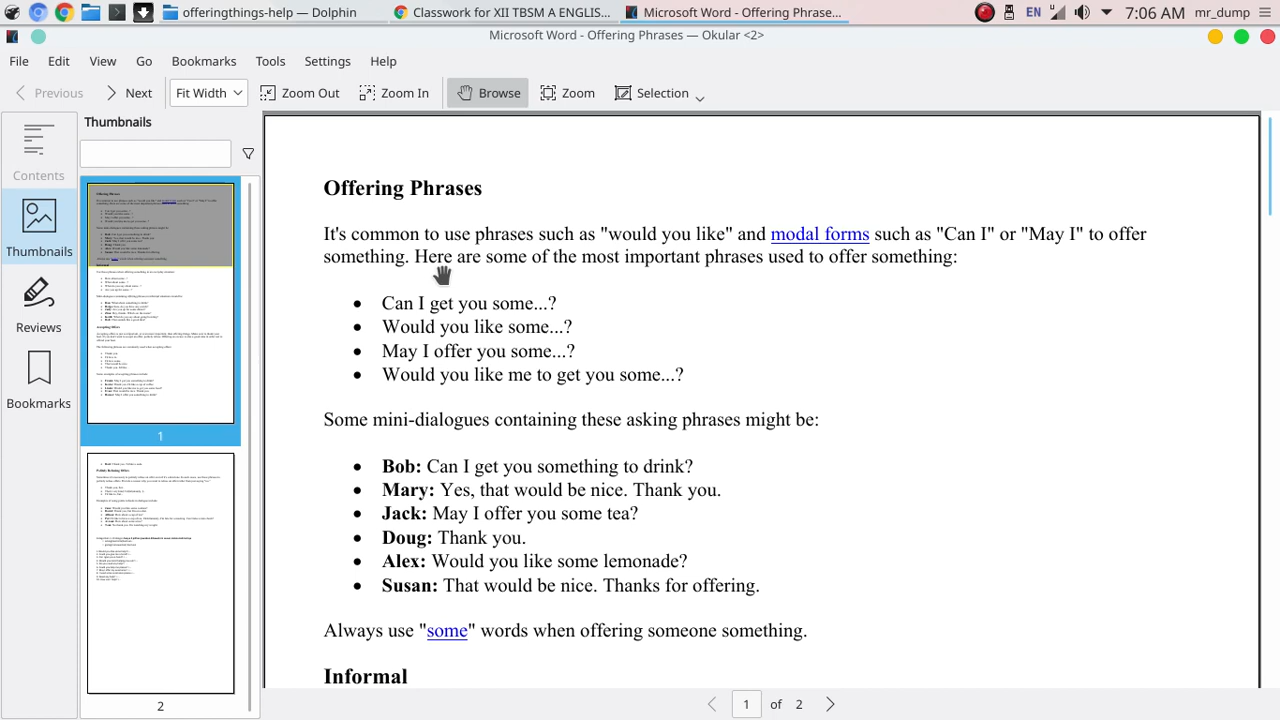 offeringthings-help — Dolphin
Classwork for XII TBSM A ENGLIS...
Microsoft Word - Offering Phrase...
EN
7:06 AM
mr_dump
Microsoft Word - Offering Phrases — Okular <2>
File Edit View Go Bookmarks Tools Settings Help
Previous Next Fit Width Zoom Out Zoom In Browse Zoom Selection
Contents
Thumbnails
Reviews
Bookmarks
Thumbnails
1
2
Offering Phrases
It's common to use phrases such as "would you like" and modal forms such as "Can I" or "May I" to offer
something. Here are some of the most important phrases used to offer something:
• Can I get you some...?
• Would you like some...?
• May I offer you some...?
• Would you like me to get you some...?
Some mini-dialogues containing these asking phrases might be:
• Bob: Can I get you something to drink?
• Mary: Yes, that would be nice. Thank you.
• Jack: May I offer you some tea?
• Doug: Thank you.
• Alex: Would you like some lemonade?
• Susan: That would be nice. Thanks for offering.
Always use "some" words when offering someone something.
Informal
1 of 2